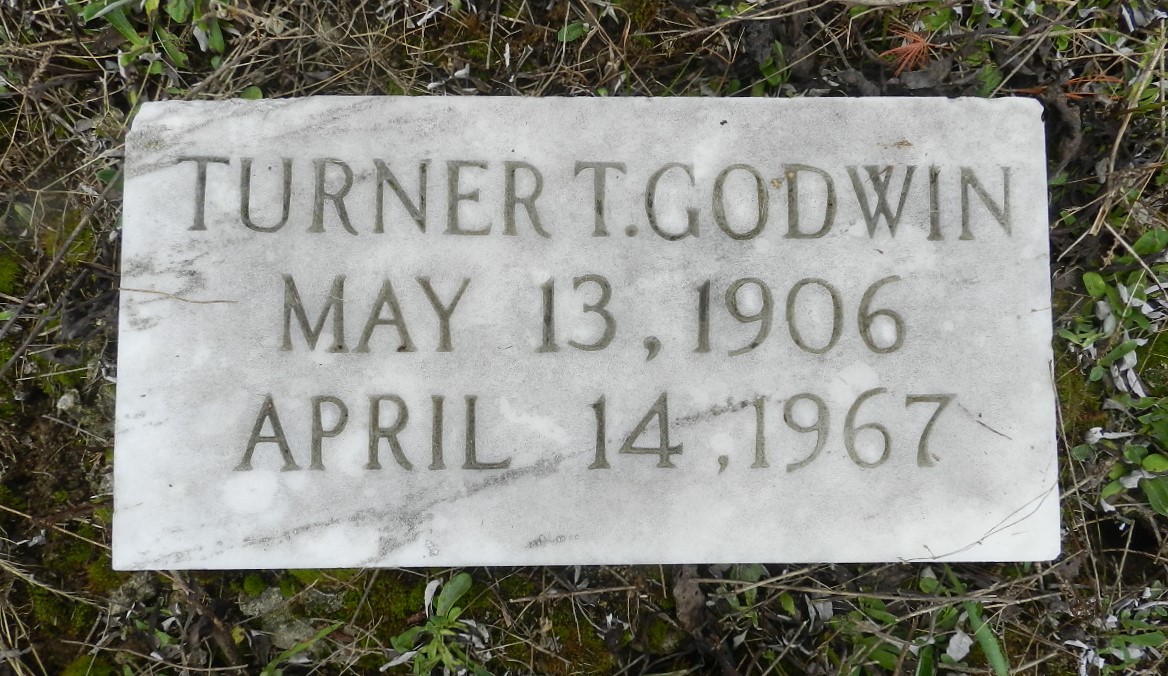 TURNER T. GODWIN
MAY 13, 1906
APRIL 14, 1967